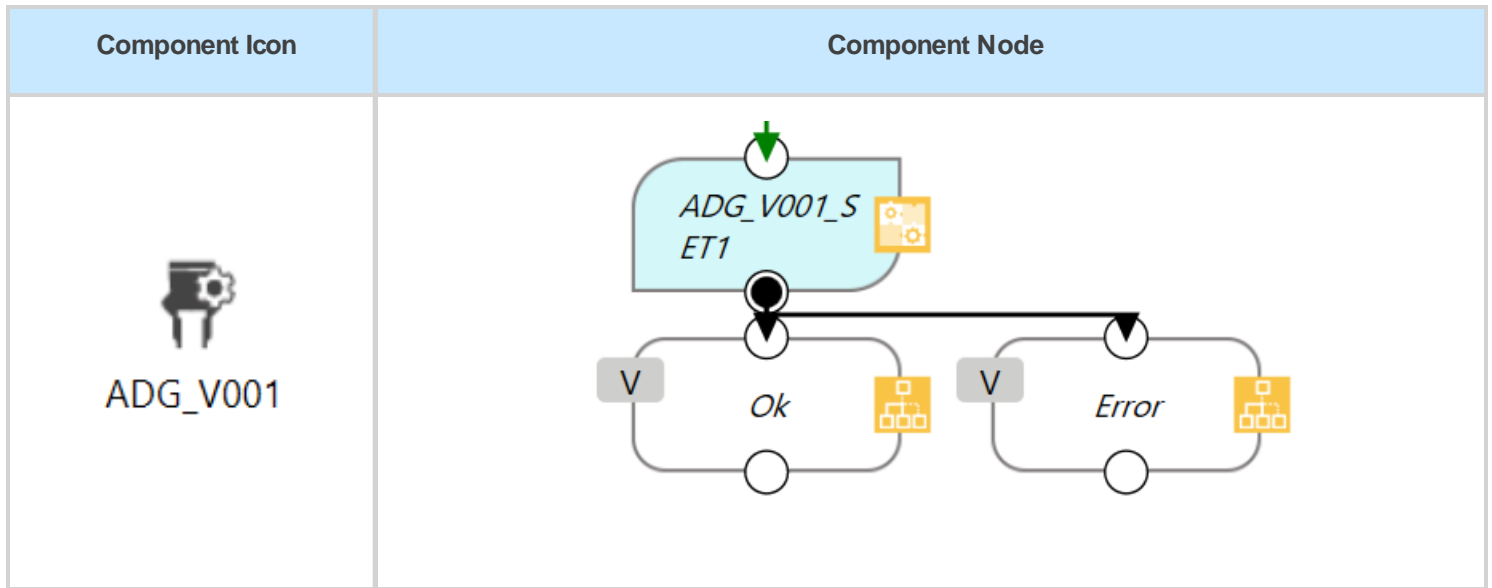 Component Icon
Component Node
ADG_V001_S
ET1
ADG_V001
V
Ok
V
Error